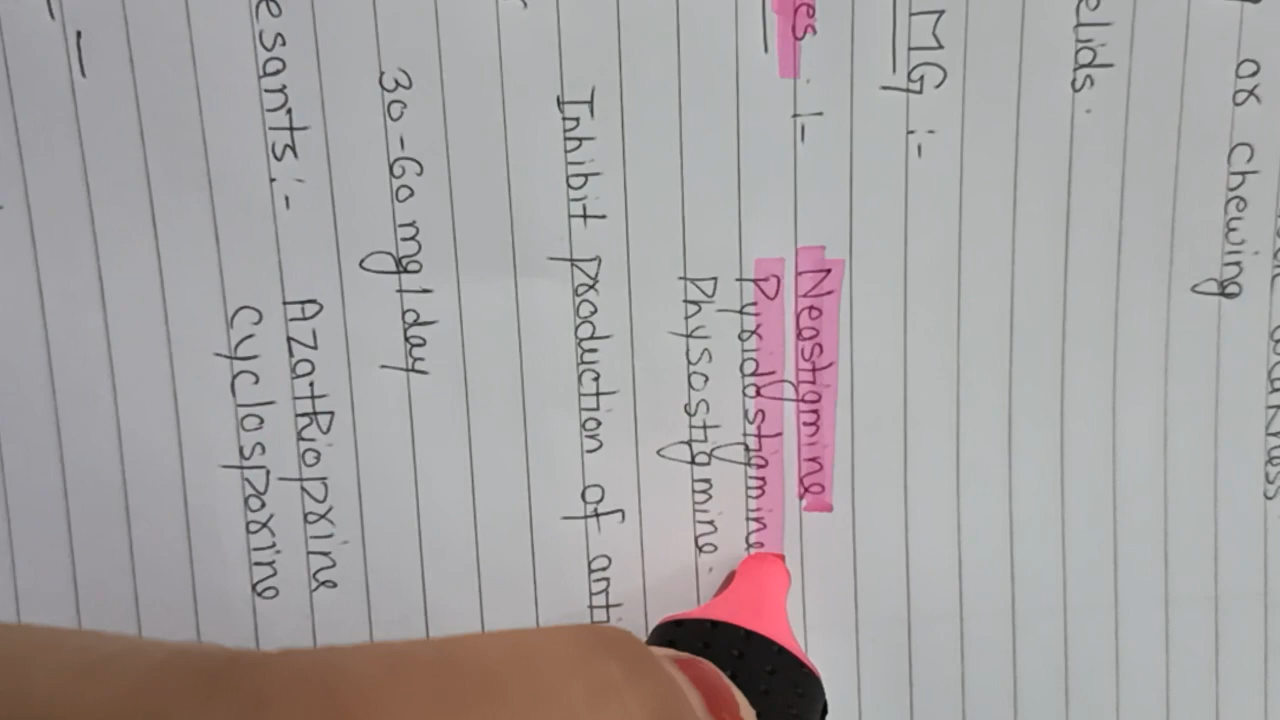 or chewing
elids.
MG :-
es :- Neostigmine
Pyridostigmine
Physostigmine.
Inhibit production of ant
30-60 mg/day
esants :- Azathioprine
Cyclosporine